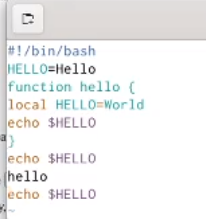 #!/bin/bash
HELLO=Hello
function hello {
local HELLO=World
echo $HELLO
}
echo $HELLO
hello
echo $HELLO
~